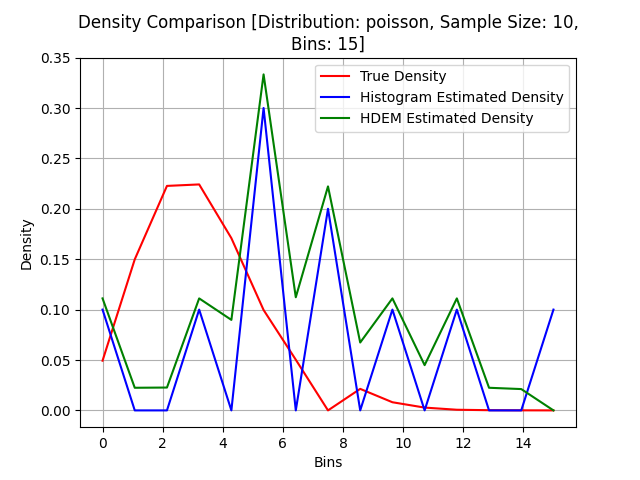 Density Comparison [Distribution: poisson, Sample Size: 10,
Bins: 15]
0.35
0.30
0.25
0.20
0.15
0.10
0.05
0.00
Density
True Density
Histogram Estimated Density
HDEM Estimated Density
0 2 4 6 8 10 12 14
Bins